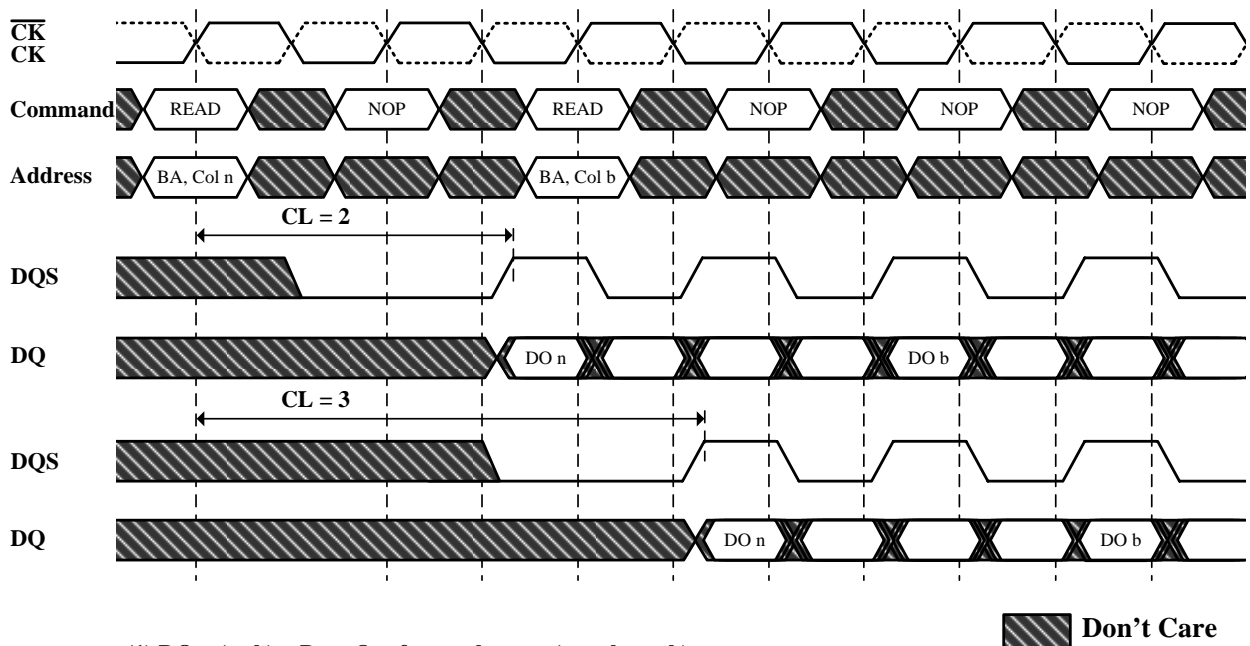 CK
CK
Command READ NOP READ NOP NOP NOP
Address BA, Col n BA, Col b
CL = 2
DQS
DQ DO n DO b
CL = 3
DQS
DQ DO n DO b
Don't Care